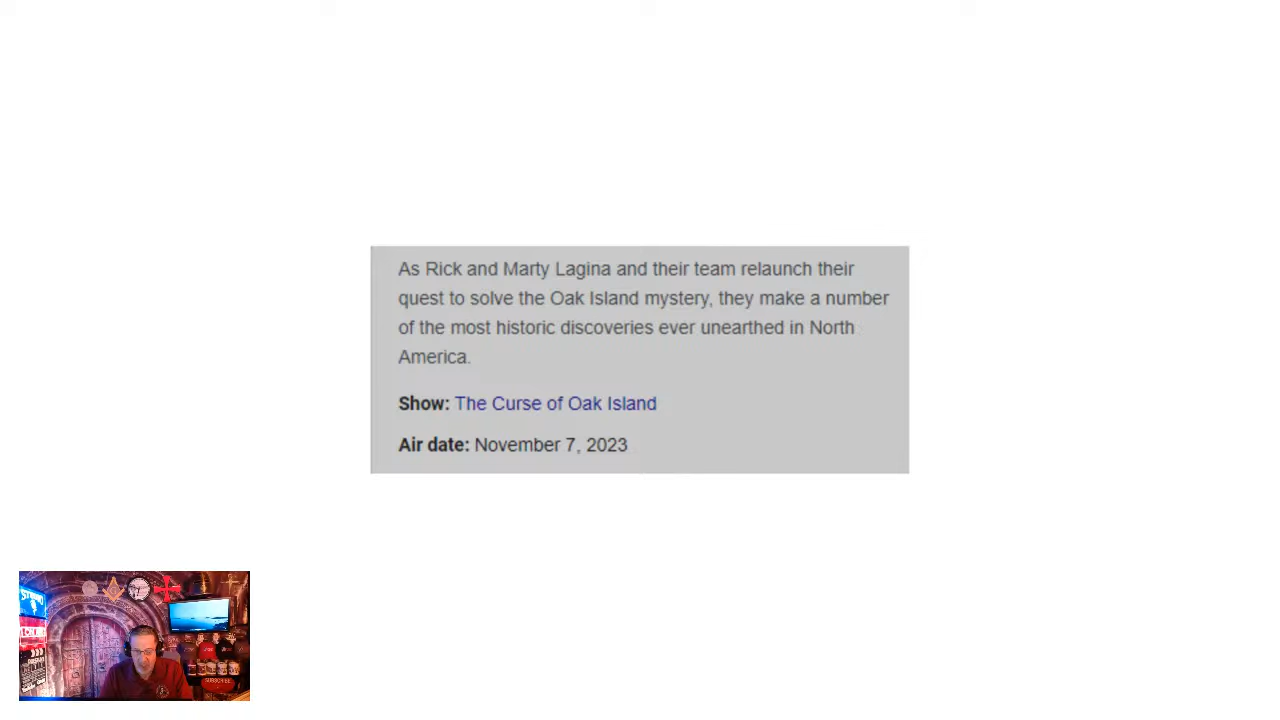 As Rick and Marty Lagina and their team relaunch their
quest to solve the Oak Island mystery, they make a number
of the most historic discoveries ever unearthed in North
America.
Show: The Curse of Oak Island
Air date: November 7, 2023
SUBSCRIBE